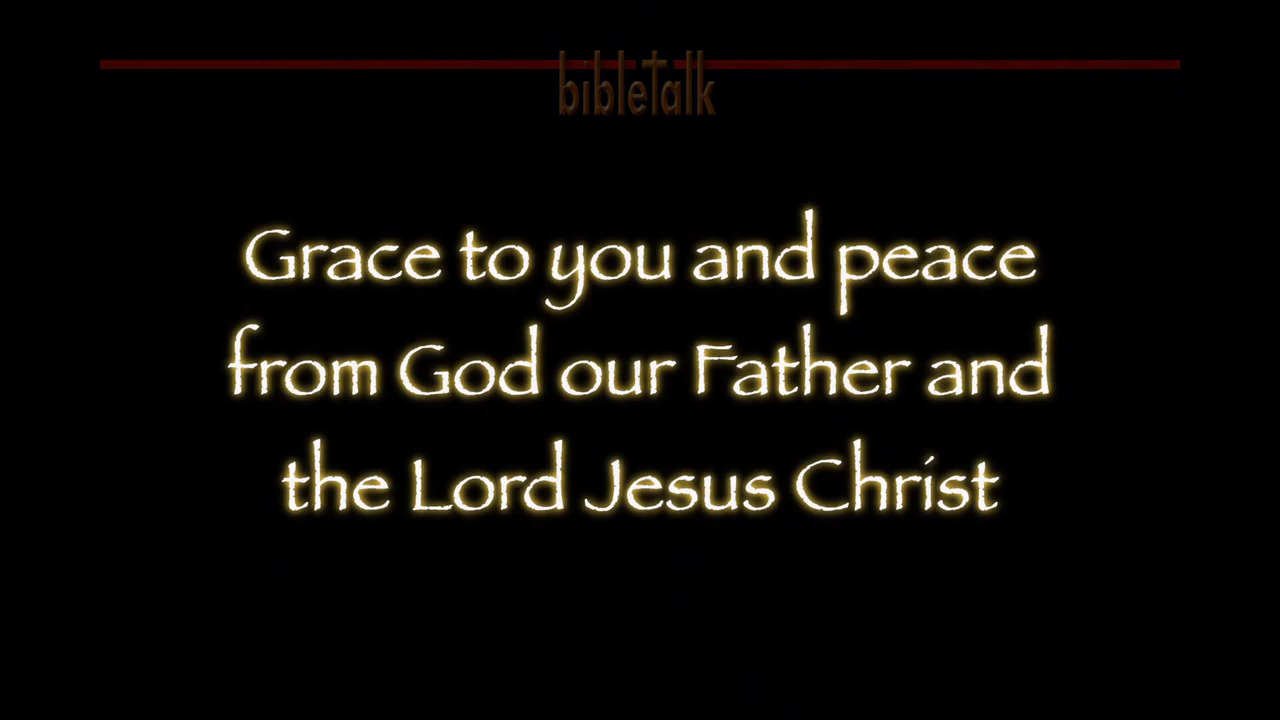 bibleTalk
Grace to you and peace
from God our Father and
the Lord Jesus Christ